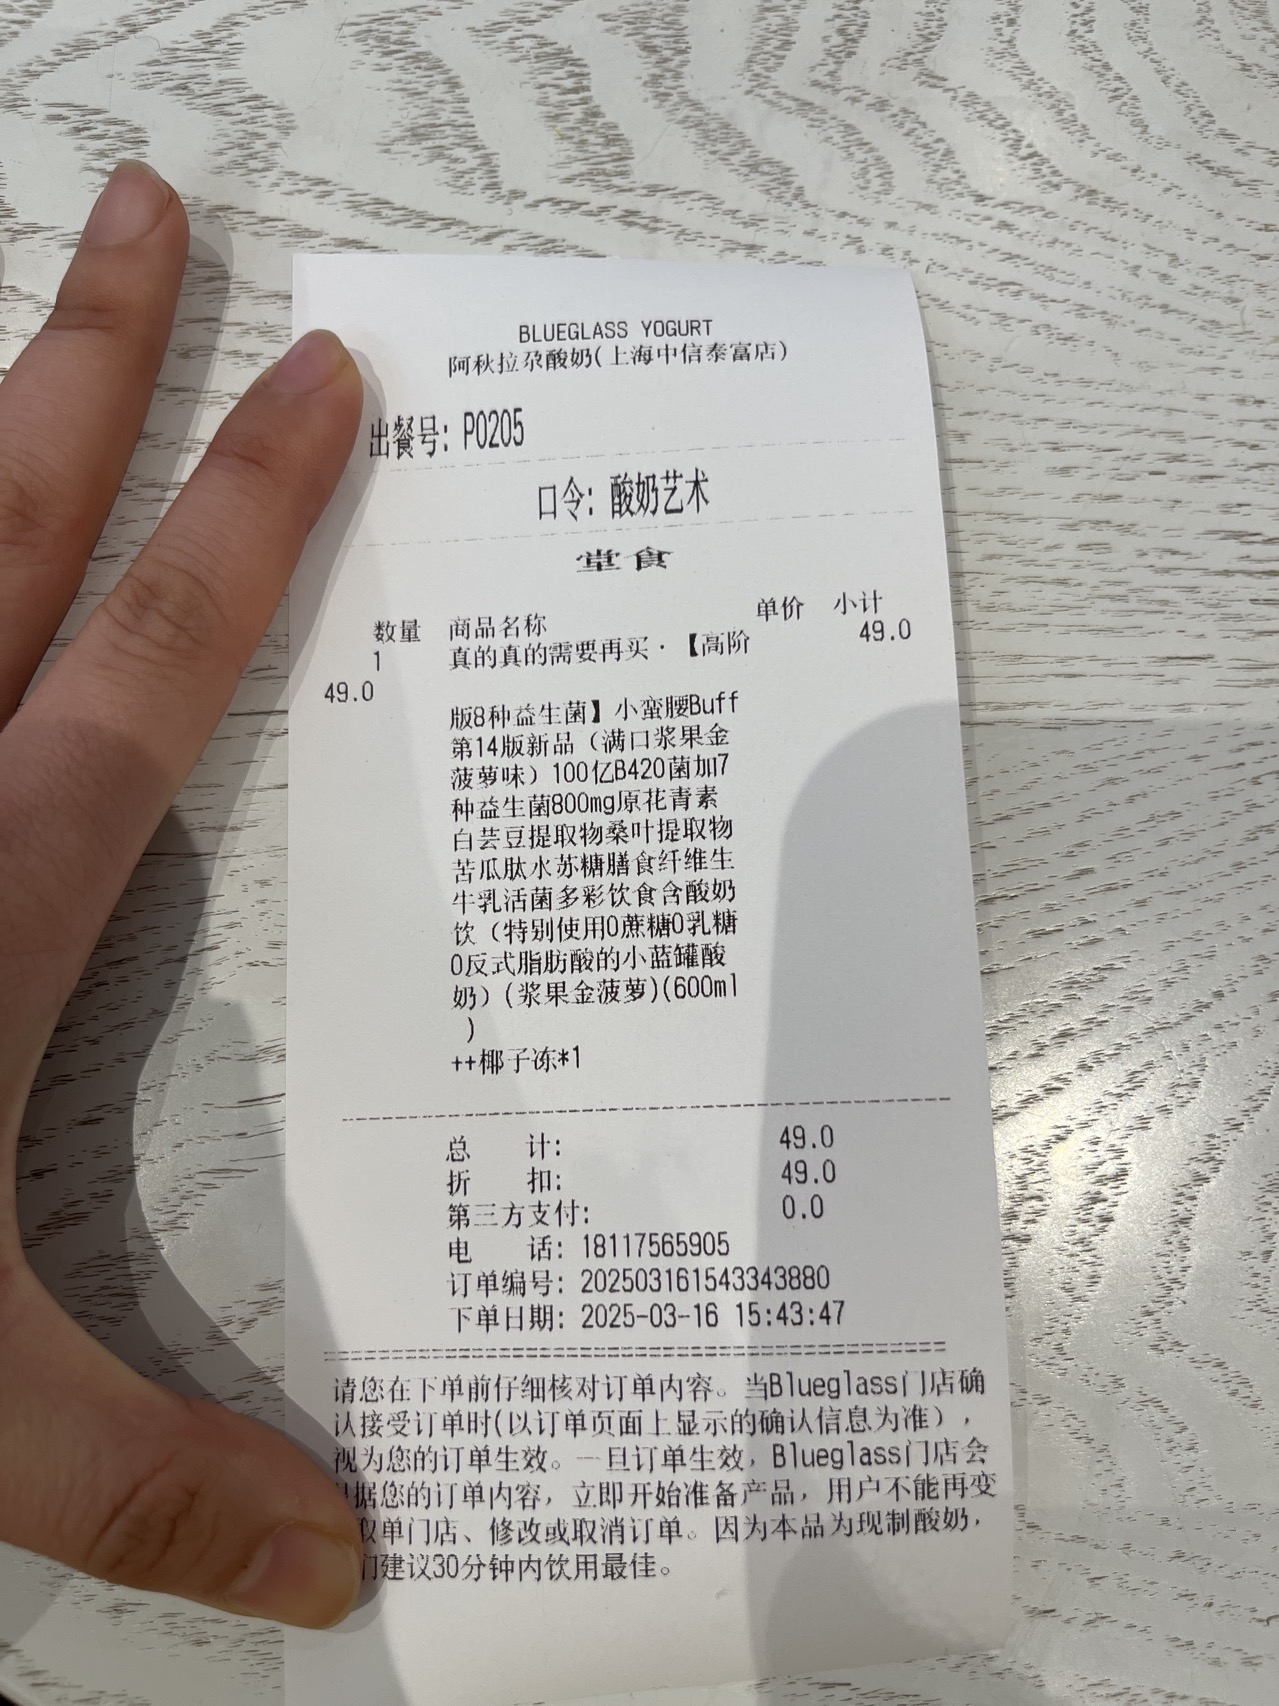 BLUEGLASS YOGURT
阿秋拉尕酸奶(上海中信泰富店)
出餐号: P0205
口令: 酸奶艺术
堂食
数量 商品名称 单价 小计
1 真的真的需要再买·【高阶 49.0
49.0
版8种益生菌】小蛮腰Buff
第14版新品（满口浆果金
菠萝味）100亿B420菌加7
种益生菌800mg原花青素
白芸豆提取物桑叶提取物
苦瓜肽水苏糖膳食纤维生
牛乳活菌多彩饮食含酸奶
饮（特别使用0蔗糖0乳糖
0反式脂肪酸的小蓝罐酸
奶）(浆果金菠萝)(600ml
)
++椰子冻*1
总 计: 49.0
折 扣: 49.0
第三方支付: 0.0
电 话: 18117565905
订单编号: 202503161543343880
下单日期: 2025-03-16 15:43:47
请您在下单前仔细核对订单内容。当Blueglass门店确
认接受订单时(以订单页面上显示的确认信息为准），
视为您的订单生效。一旦订单生效，Blueglass门店会
据您的订单内容，立即开始准备产品，用户不能再变
取单门店、修改或取消订单。因为本品为现制酸奶，
们建议30分钟内饮用最佳。